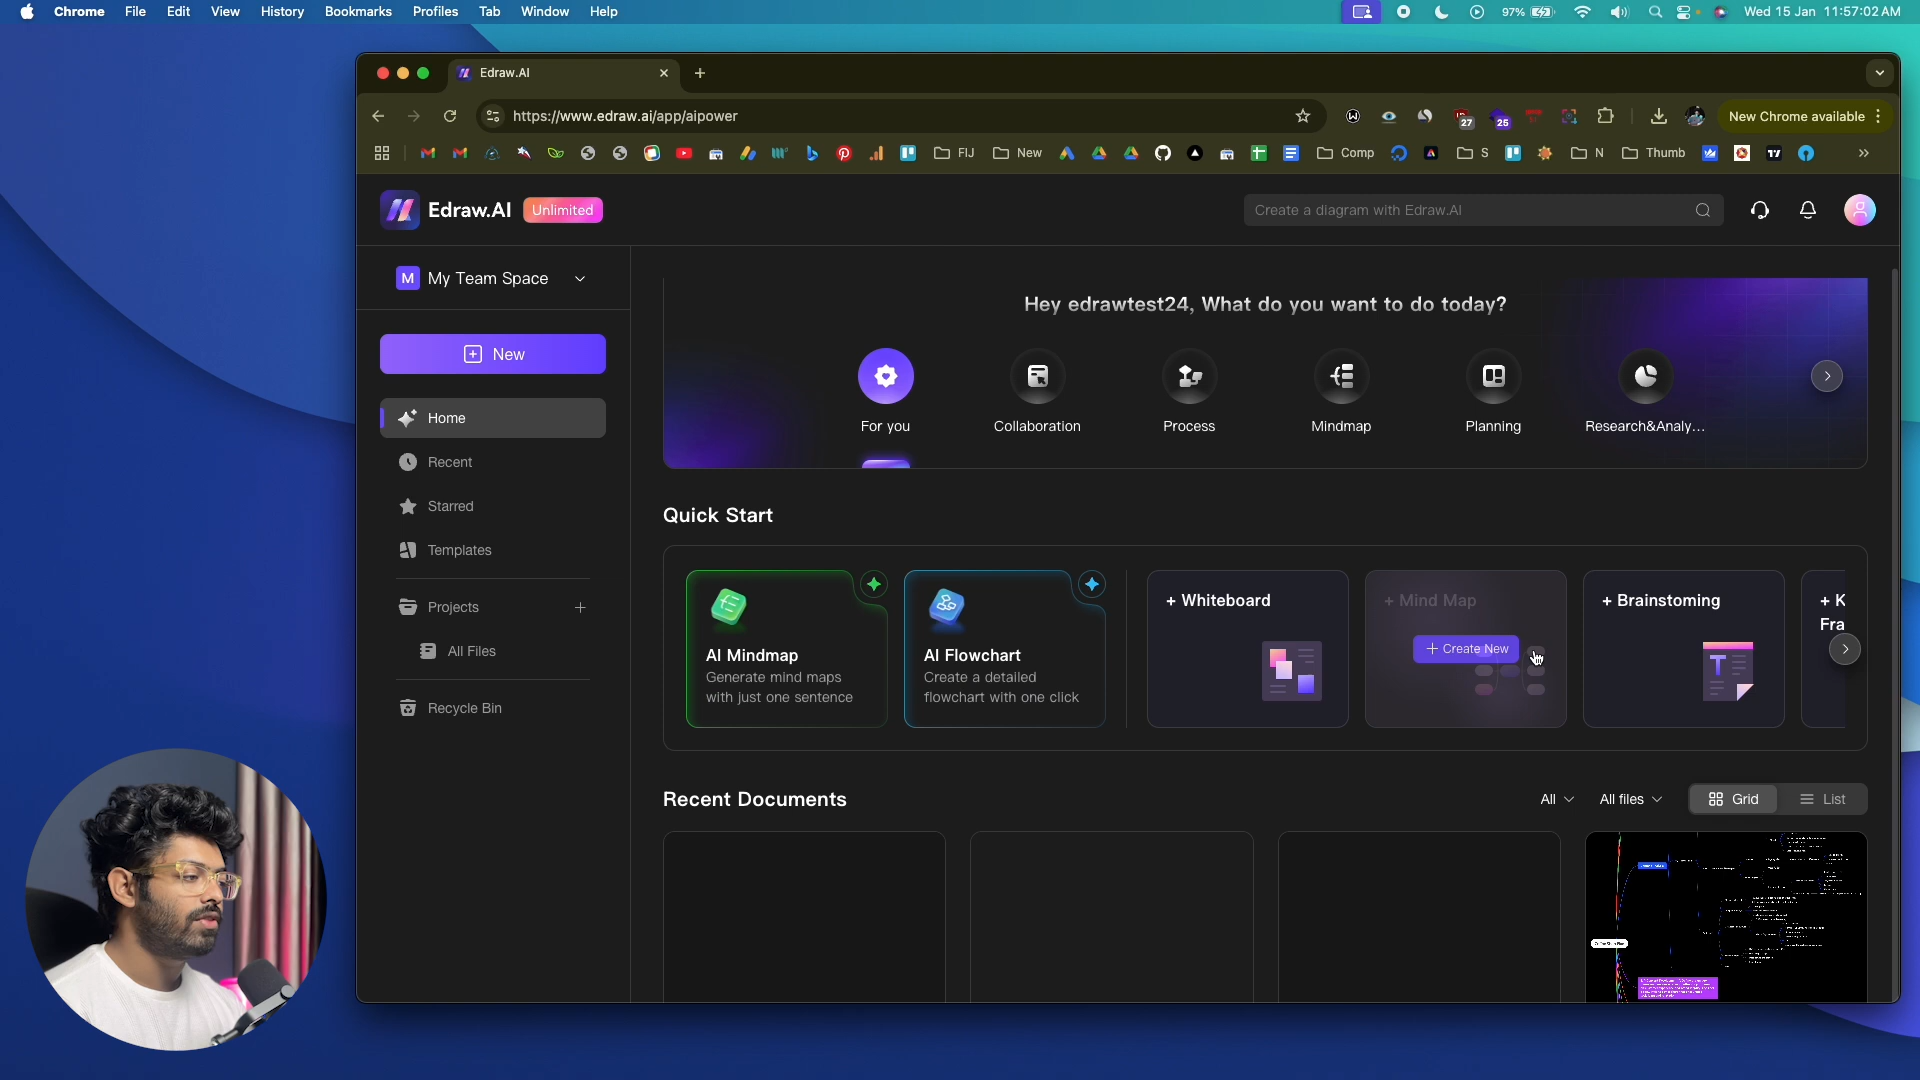 Chrome File Edit View History Bookmarks Profiles Tab Window Help
97%
Wed 15 Jan 11:57:02 AM
Edraw.AI
https://www.edraw.ai/app/aipower
27
25
New Chrome available
FIJ
New
Comp
S
N
Thumb
Edraw.AI
Unlimited
Create a diagram with Edraw.AI
M
My Team Space
New
Home
Recent
Starred
Templates
Projects
All Files
Recycle Bin
Hey edrawtest24, What do you want to do today?
For you
Collaboration
Process
Mindmap
Planning
Research&Analy...
Quick Start
AI Mindmap
Generate mind maps
with just one sentence
AI Flowchart
Create a detailed
flowchart with one click
+ Whiteboard
+ Mind Map
+ Create New
+ Brainstoming
T
+ K
Fra
Recent Documents
All
All files
Grid
List